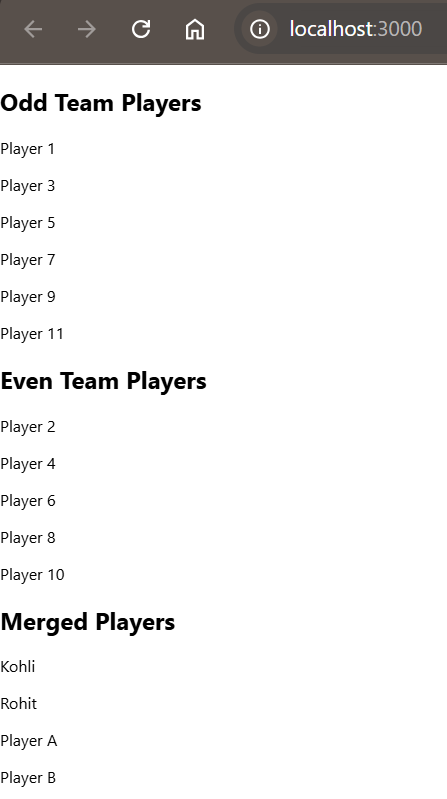 localhost:3000
Odd Team Players
Player 1
Player 3
Player 5
Player 7
Player 9
Player 11
Even Team Players
Player 2
Player 4
Player 6
Player 8
Player 10
Merged Players
Kohli
Rohit
Player A
Player B